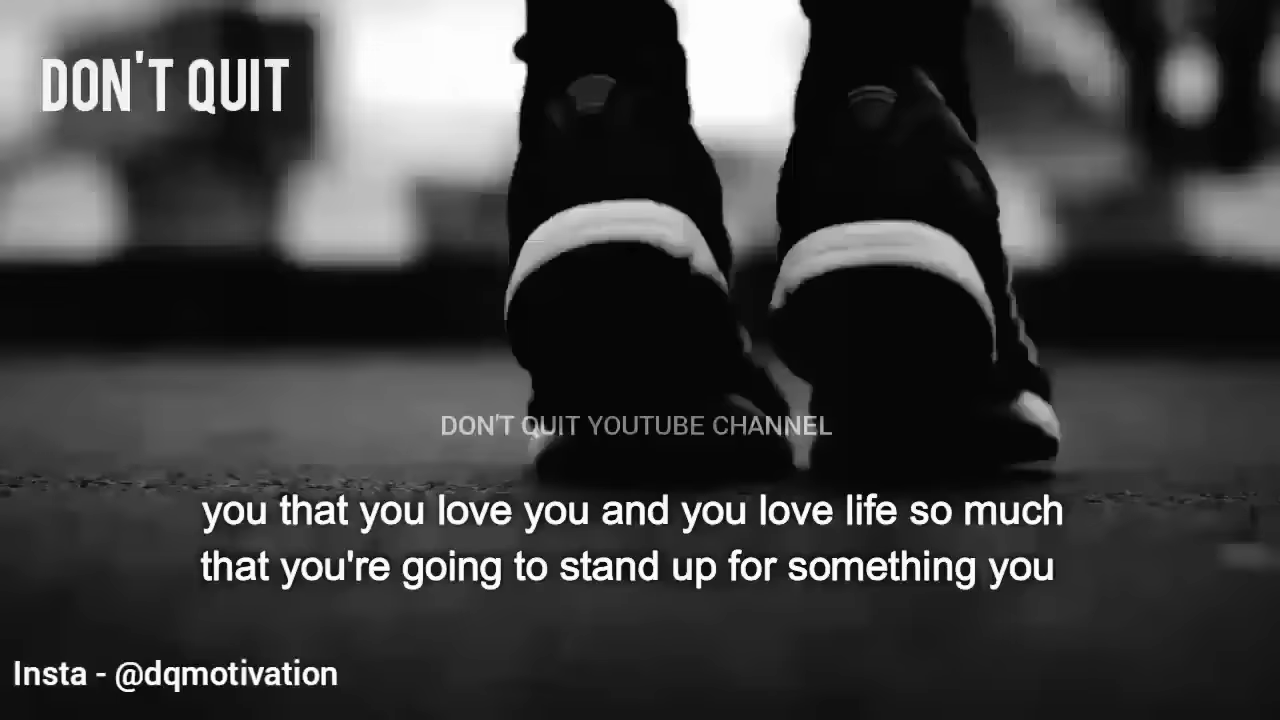 DON'T QUIT
DON'T QUIT YOUTUBE CHANNEL
you that you love you and you love life so much
that you're going to stand up for something you
Insta - @dqmotivation